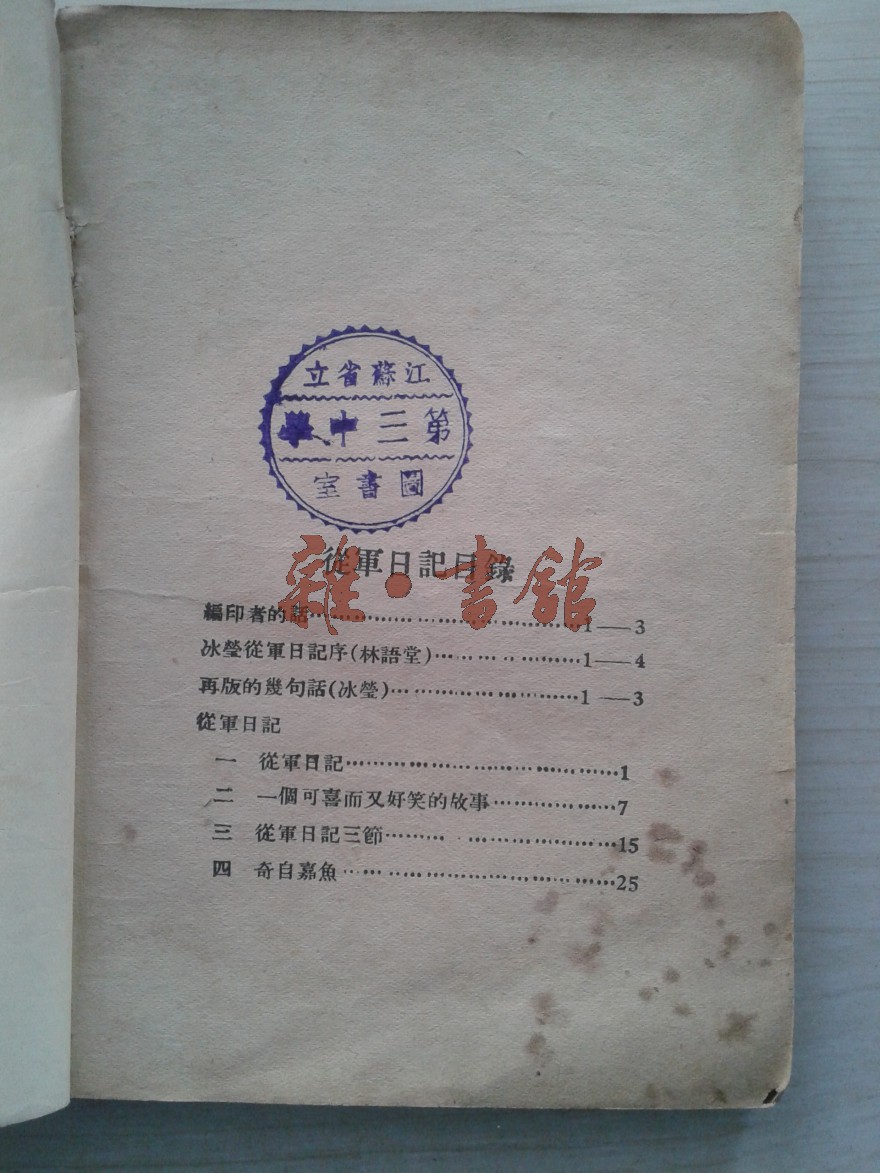 江蘇省立
第三中學
圖書室
從軍日記目錄
雜·書館
編印者的話……………………………1——3
冰瑩從軍日記序(林語堂)……………………1——4
再版的幾句話(冰瑩)……………………1——3
從軍日記
一 從軍日記……………………………1
二 一個可喜而又好笑的故事……………7
三 從軍日記三節……………………15
四 奇自嘉魚……………………………25